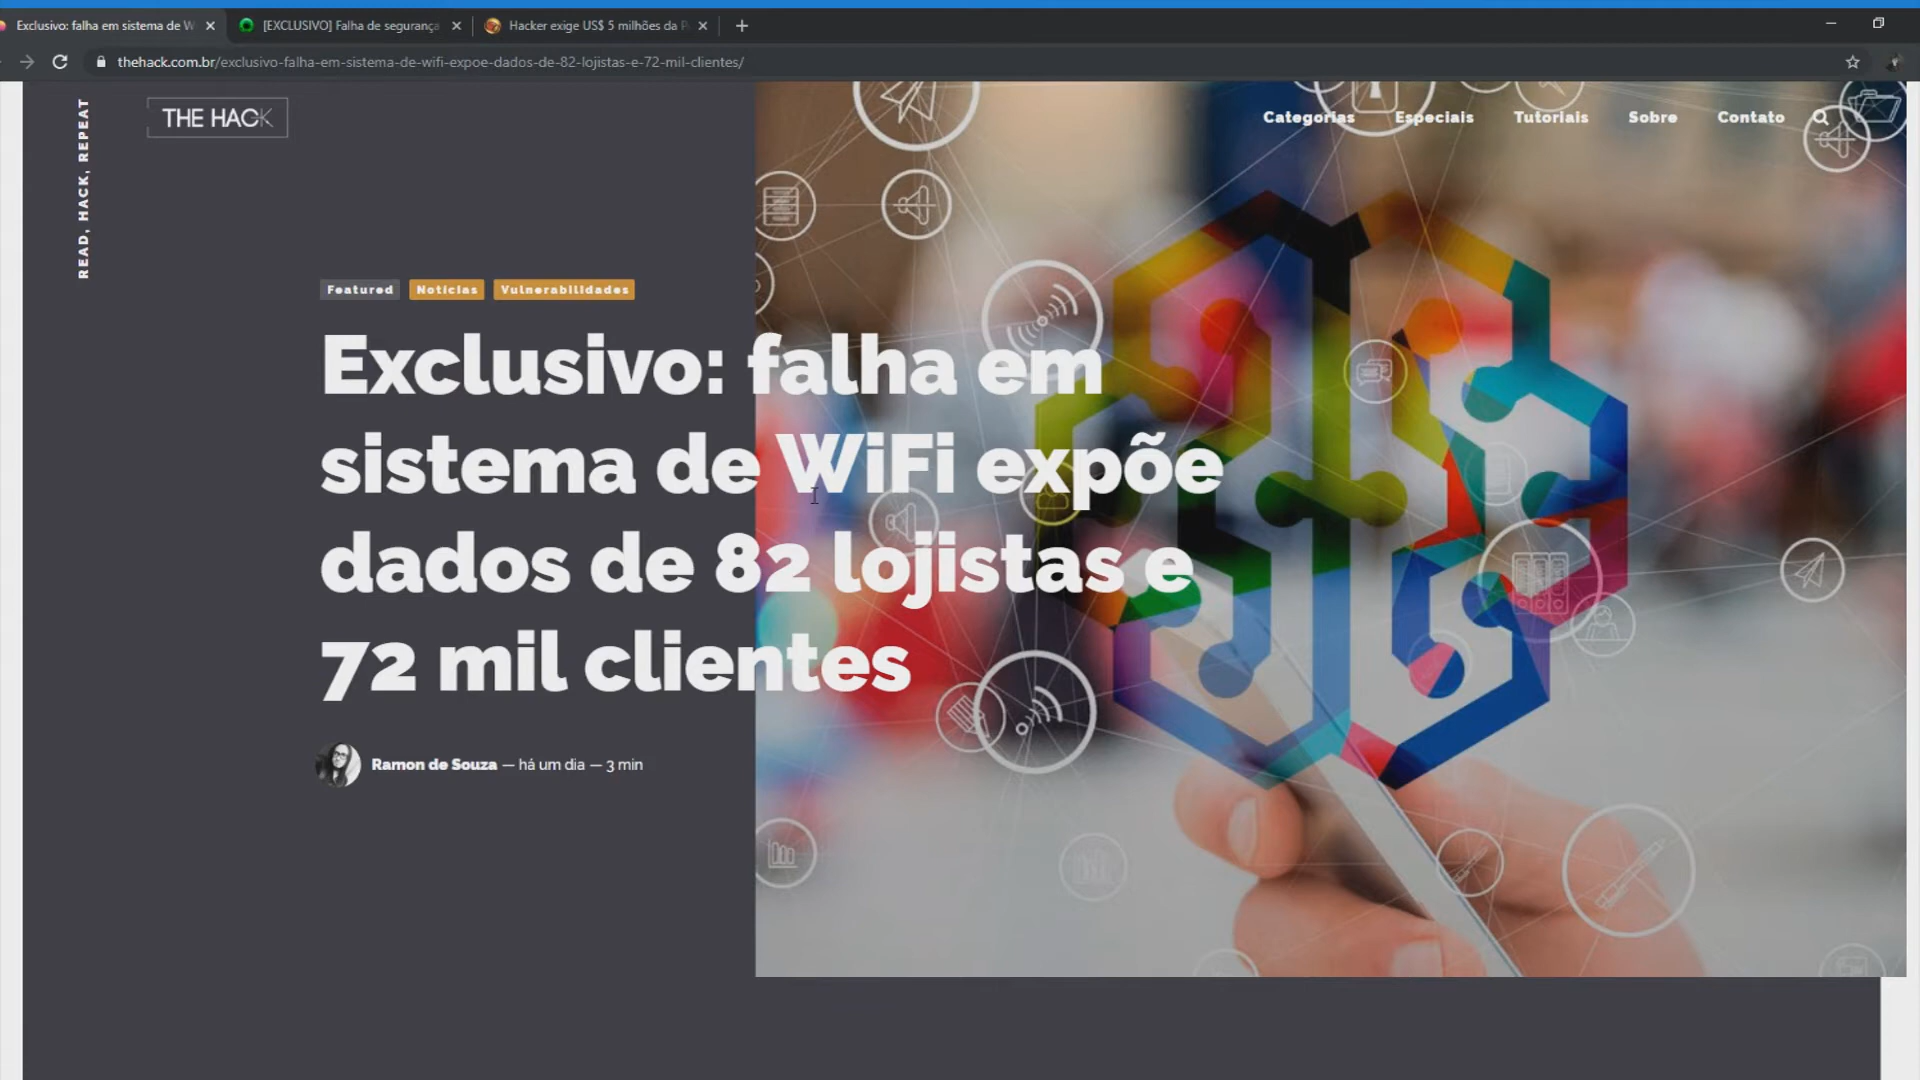 Exclusivo: falha em sistema de W
[EXCLUSIVO] Falha de segurança
Hacker exige US$ 5 milhões da P
thehack.com.br/exclusivo-falha-em-sistema-de-wifi-expoe-dados-de-82-lojistas-e-72-mil-clientes/
READ, HACK, REPEAT
THE HACK
Categorias Especiais Tutoriais Sobre Contato
Featured Notícias Vulnerabilidades
Exclusivo: falha em
sistema de WiFi expõe
dados de 82 lojistas e
72 mil clientes
Ramon de Souza — há um dia — 3 min